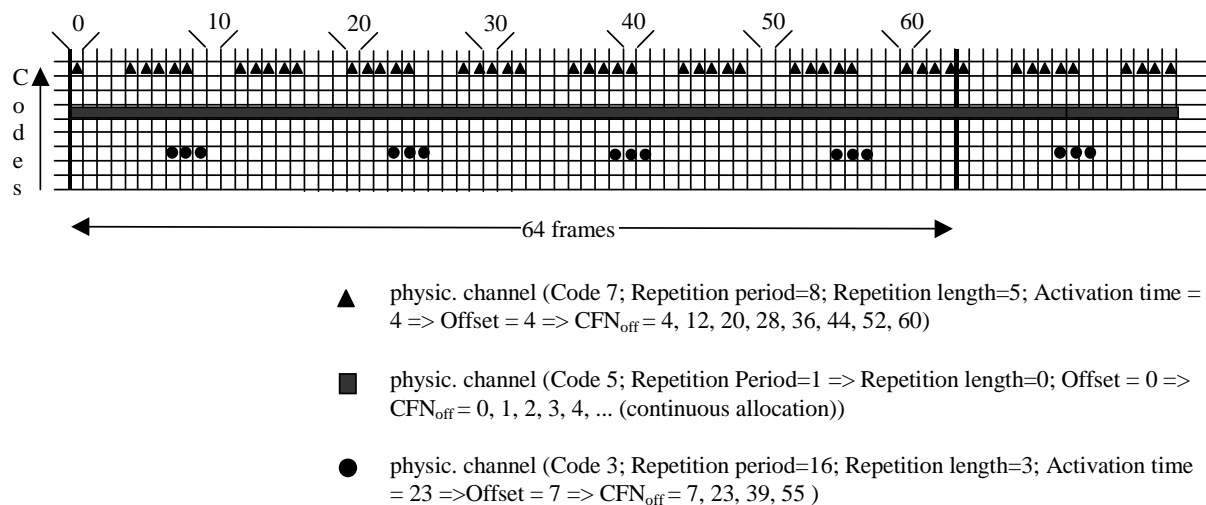 0 10 20 30 40 50 60
C
o
d
e
s
64 frames
physic. channel (Code 7; Repetition period=8; Repetition length=5; Activation time =
4 => Offset = 4 => CFNoff = 4, 12, 20, 28, 36, 44, 52, 60)
physic. channel (Code 5; Repetition Period=1 => Repetition length=0; Offset = 0 =>
CFNoff = 0, 1, 2, 3, 4, ... (continuous allocation))
physic. channel (Code 3; Repetition period=16; Repetition length=3; Activation time
= 23 =>Offset = 7 => CFNoff = 7, 23, 39, 55 )